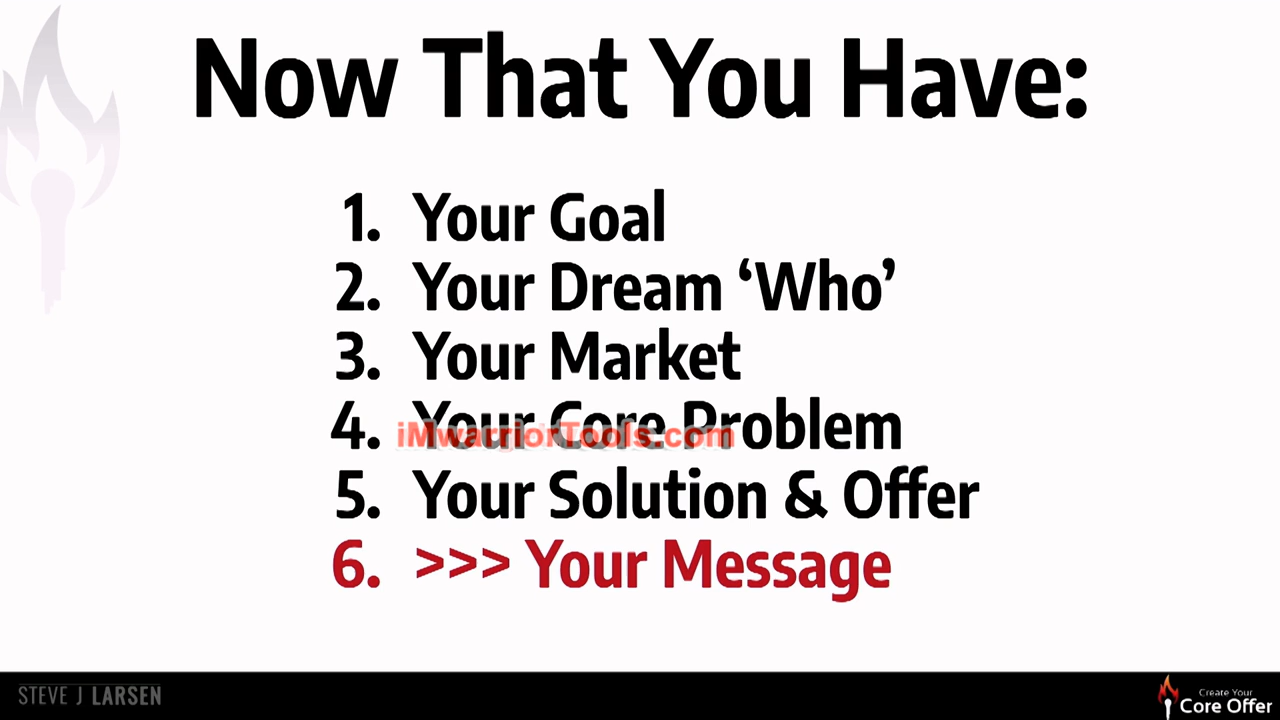 Now That You Have:
1. Your Goal
2. Your Dream ‘Who’
3. Your Market
4. Your Core Problem
iMwarriorTools.com
5. Your Solution & Offer
6. >>> Your Message
STEVE J LARSEN
Create Your
Core Offer